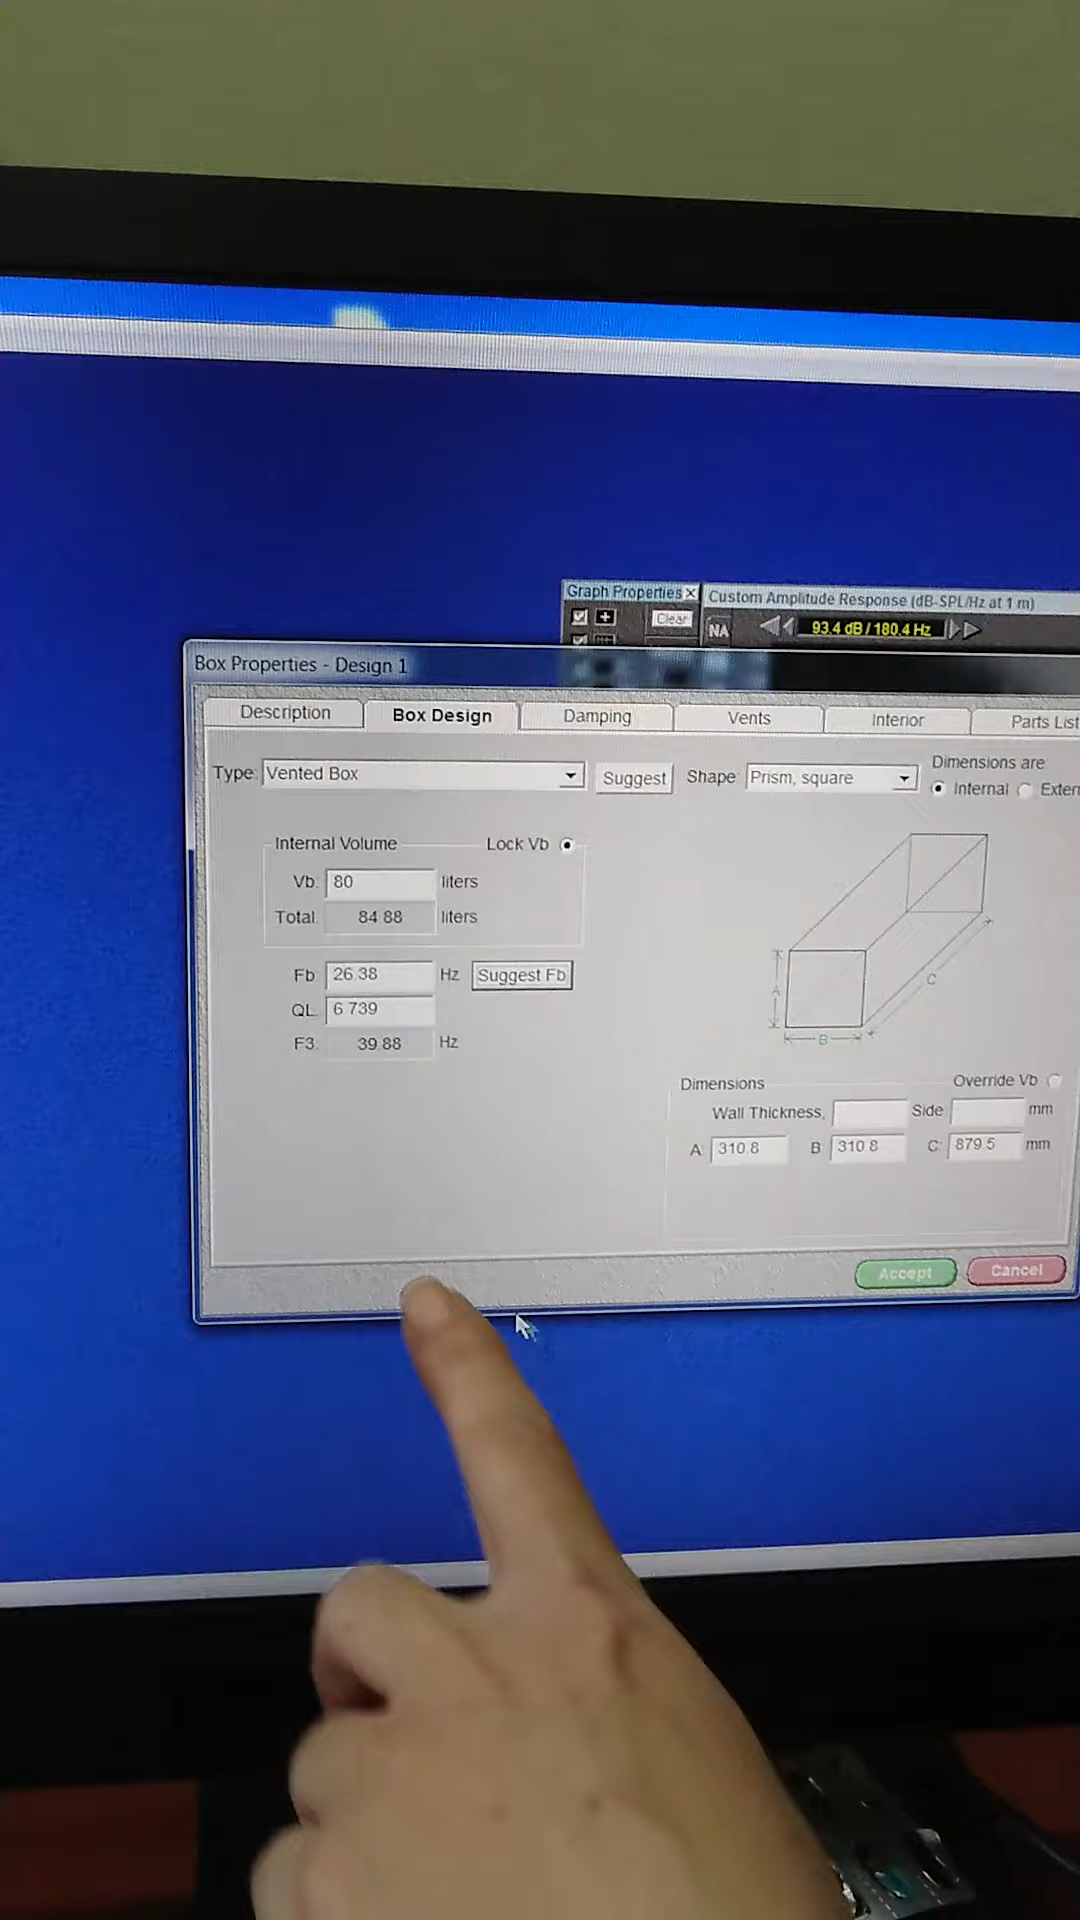 Graph Properties
Custom Amplitude Response (dB-SPL/Hz at 1 m)
Clear
NA
93.4 dB / 180.4 Hz
Box Properties - Design 1
Description
Box Design
Damping
Vents
Interior
Parts List
Type: Vented Box
Suggest
Shape: Prism, square
Dimensions are:
Internal
Exter
Internal Volume
Lock Vb
Vb: 80 liters
Total: 84.88 liters
Fb: 26.38 Hz
Suggest Fb
QL: 6.739
F3: 39.88 Hz
A
B
C
Dimensions
Override Vb
Wall Thickness, Side mm
A: 310.8 B: 310.8 C: 879.5 mm
Accept
Cancel